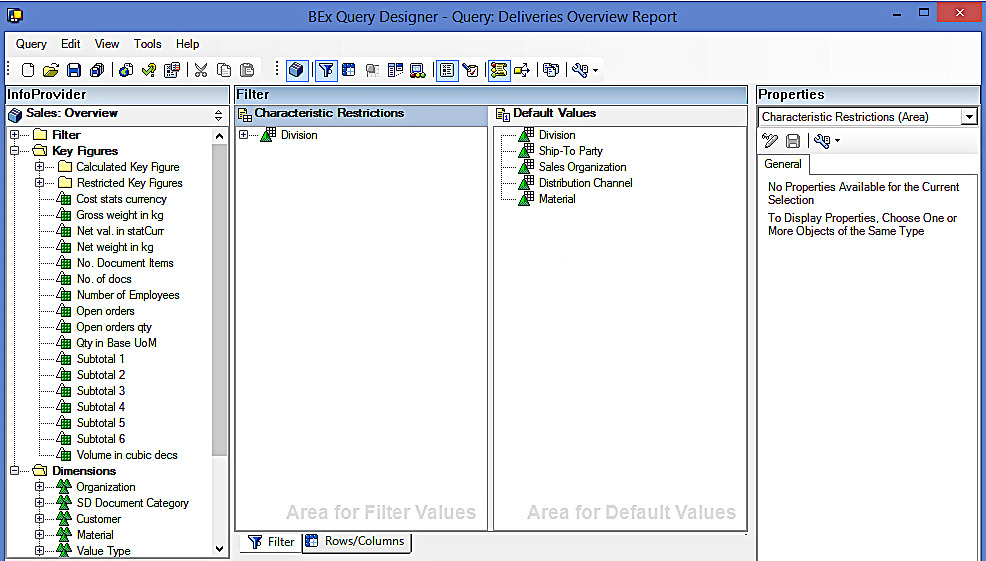 BEx Query Designer - Query: Deliveries Overview Report
Query Edit View Tools Help
InfoProvider
Sales: Overview
Filter
Key Figures
Calculated Key Figure
Restricted Key Figures
Cost stats currency
Gross weight in kg
Net val. in statCurr
Net weight in kg
No. Document Items
No. of docs
Number of Employees
Open orders
Open orders qty
Qty in Base UoM
Subtotal 1
Subtotal 2
Subtotal 3
Subtotal 4
Subtotal 5
Subtotal 6
Volume in cubic decs
Dimensions
Organization
SD Document Category
Customer
Material
Value Type
Filter
Characteristic Restrictions
Division
Area for Filter Values
Default Values
Division
Ship-To Party
Sales Organization
Distribution Channel
Material
Area for Default Values
Filter
Rows/Columns
Properties
Characteristic Restrictions (Area)
General
No Properties Available for the Current
Selection
To Display Properties, Choose One or
More Objects of the Same Type